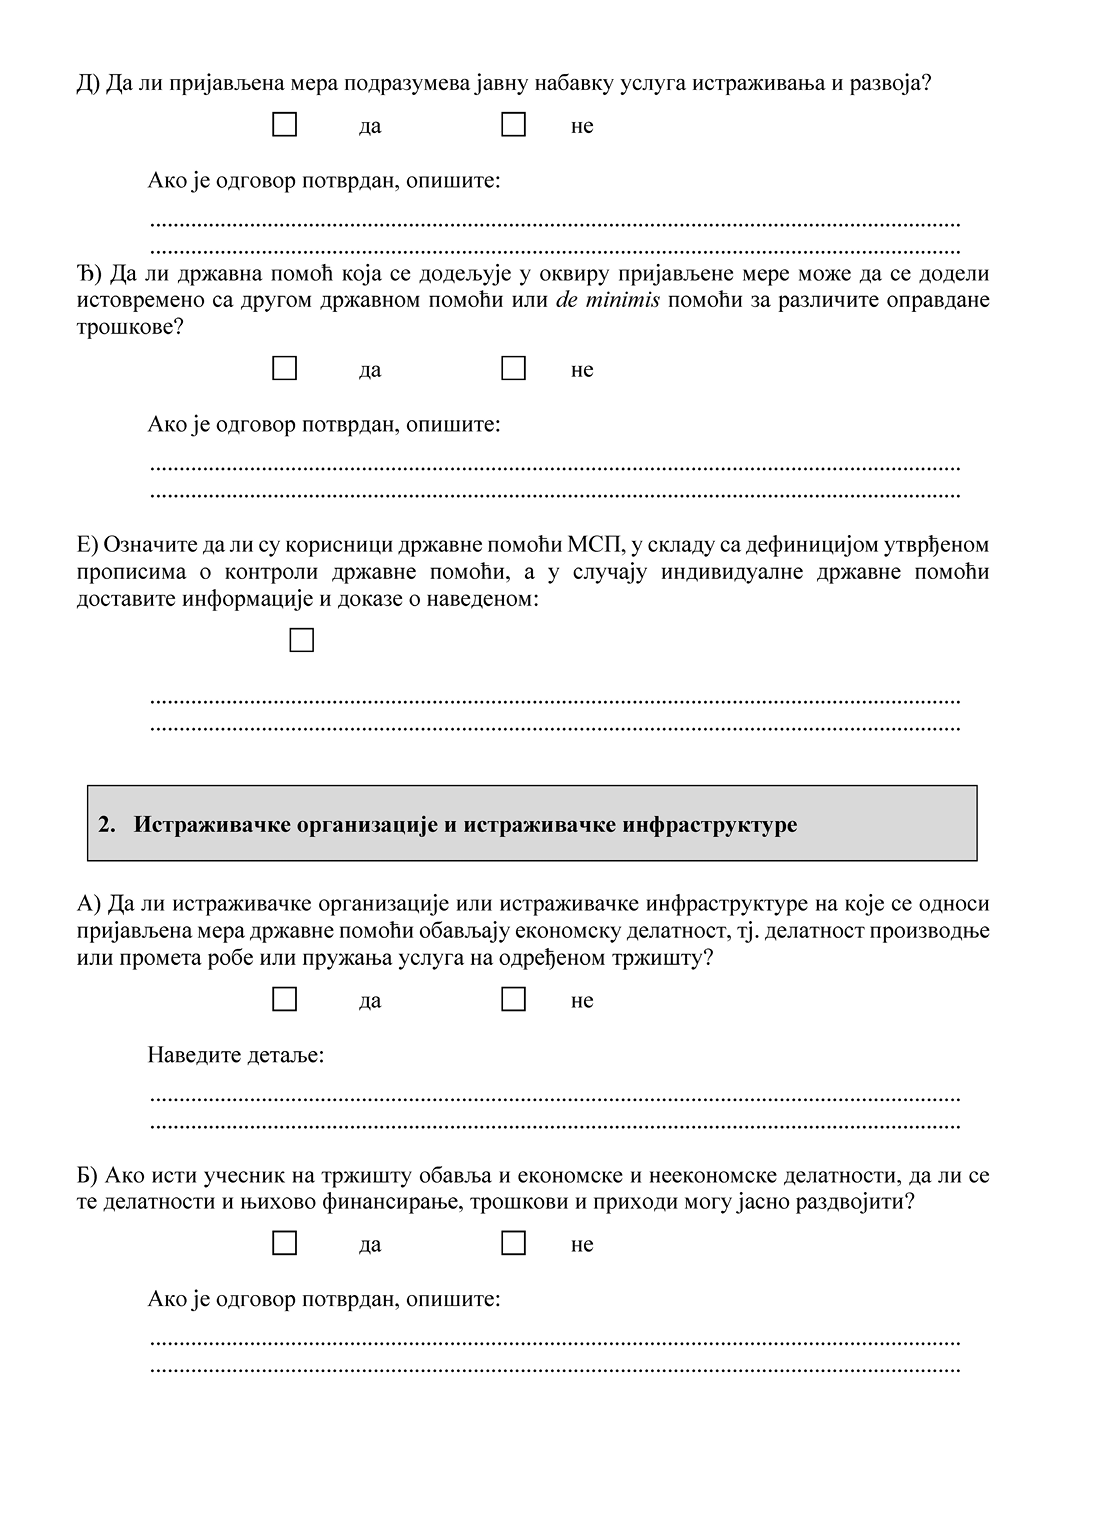 Д) Да ли пријављена мера подразумева јавну набавку услуга истраживања и развоја?
да не
Ако је одговор потврдан, опишите:
..........................................................................................................................................
..........................................................................................................................................
Ђ) Да ли државна помоћ која се додељује у оквиру пријављене мере може да се додели
истовремено са другом државном помоћи или de minimis помоћи за различите оправдане
трошкове?
да не
Ако је одговор потврдан, опишите:
..........................................................................................................................................
..........................................................................................................................................
Е) Означите да ли су корисници државне помоћи МСП, у складу са дефиницијом утврђеном
прописима о контроли државне помоћи, а у случају индивидуалне државне помоћи
доставите информације и доказе о наведеном:
..........................................................................................................................................
..........................................................................................................................................
2. Истраживачке организације и истраживачке инфраструктуре
А) Да ли истраживачке организације или истраживачке инфраструктуре на које се односи
пријављена мера државне помоћи обављају економску делатност, тј. делатност производње
или промета робе или пружања услуга на одређеном тржишту?
да не
Наведите детаље:
..........................................................................................................................................
..........................................................................................................................................
Б) Ако исти учесник на тржишту обавља и економске и неекономске делатности, да ли се
те делатности и њихово финансирање, трошкови и приходи могу јасно раздвојити?
да не
Ако је одговор потврдан, опишите:
..........................................................................................................................................
..........................................................................................................................................